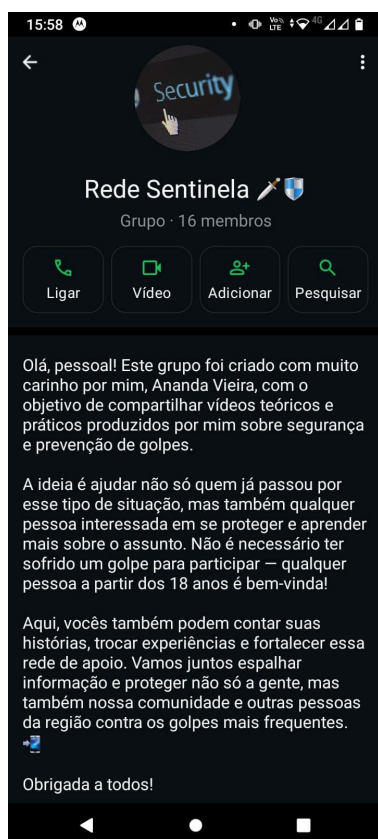 15:58
Vo)) LTE 4G
Security
Rede Sentinela 🗡️🛡️
Grupo · 16 membros
Ligar Vídeo Adicionar Pesquisar
Olá, pessoal! Este grupo foi criado com muito
carinho por mim, Ananda Vieira, com o
objetivo de compartilhar vídeos teóricos e
práticos produzidos por mim sobre segurança
e prevenção de golpes.
A ideia é ajudar não só quem já passou por
esse tipo de situação, mas também qualquer
pessoa interessada em se proteger e aprender
mais sobre o assunto. Não é necessário ter
sofrido um golpe para participar — qualquer
pessoa a partir dos 18 anos é bem-vinda!
Aqui, vocês também podem contar suas
histórias, trocar experiências e fortalecer essa
rede de apoio. Vamos juntos espalhar
informação e proteger não só a gente, mas
também nossa comunidade e outras pessoas
da região contra os golpes mais frequentes.
📲
Obrigada a todos!